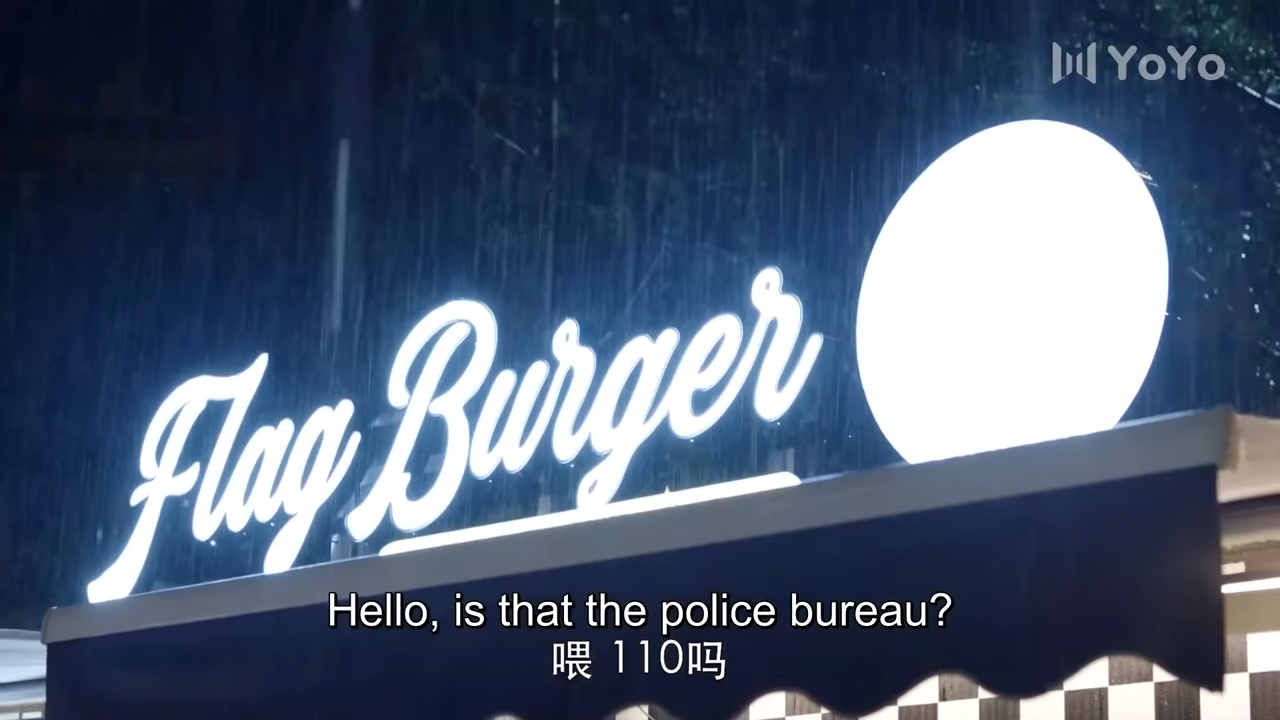 YoYo
Flag Burger
Hello, is that the police bureau?
喂 110吗